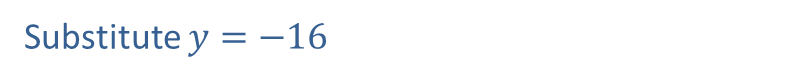 Substitute y = −16